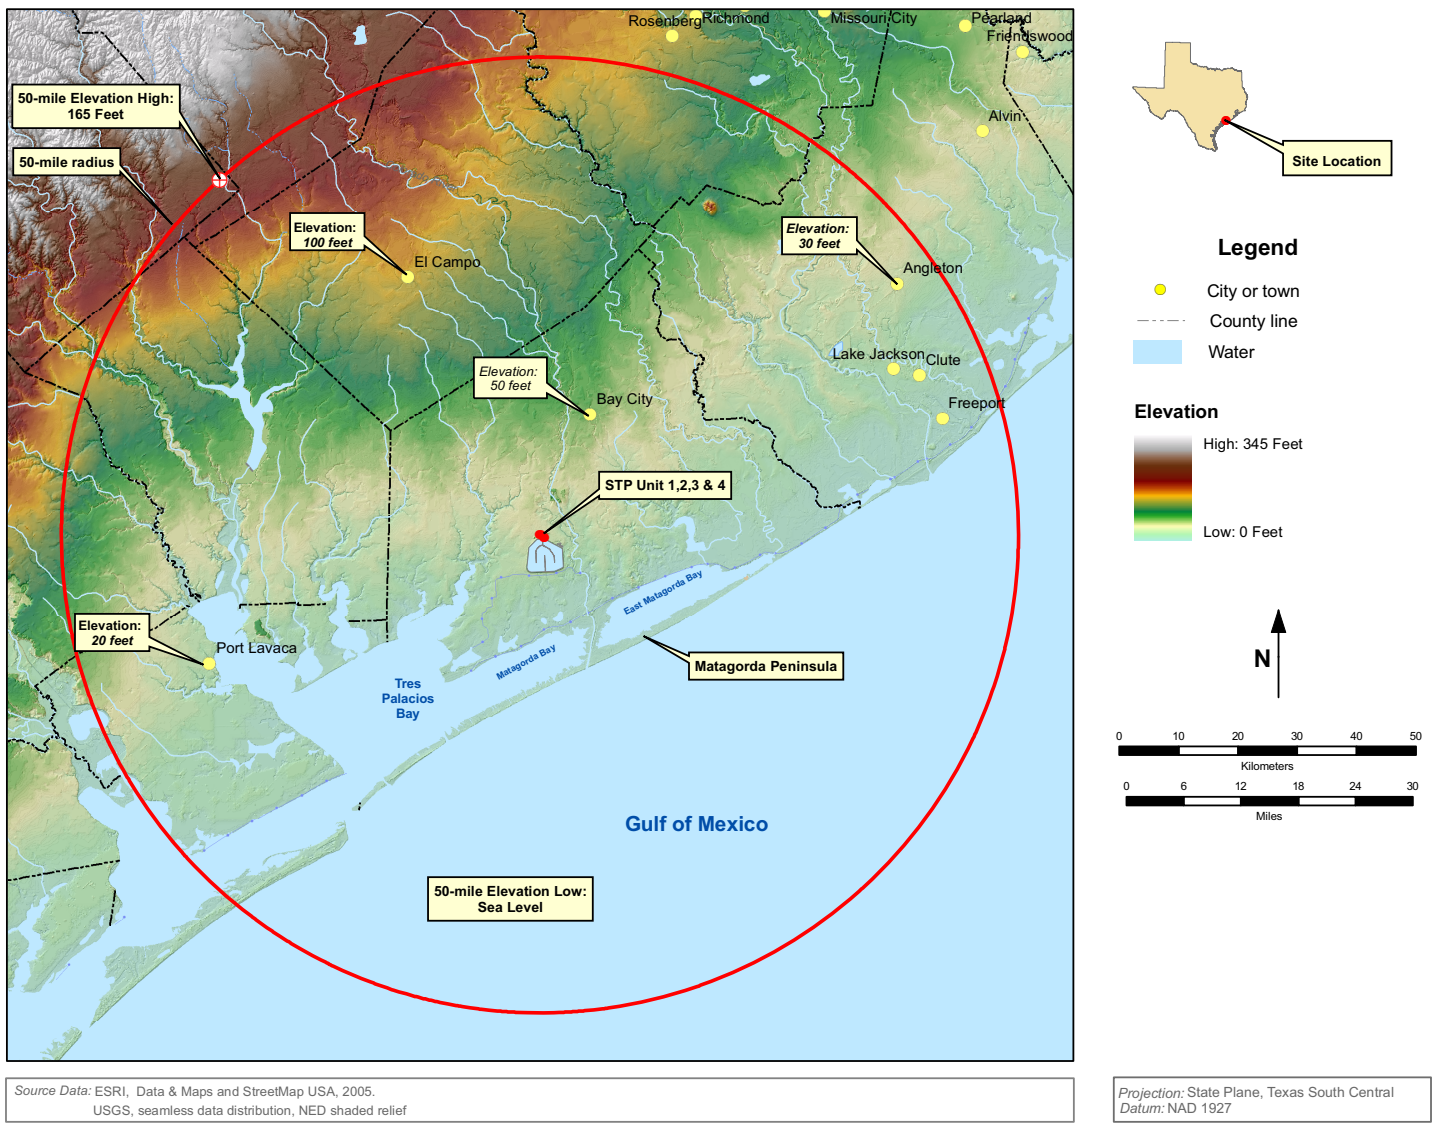 Rosenberg
Richmond
Missouri City
Pearland
Friendswood
50-mile Elevation High:
165 Feet
50-mile radius
Alvin
Site Location
Elevation:
100 feet
El Campo
Elevation:
30 feet
Angleton
Legend
City or town
County line
Water
Lake Jackson
Clute
Elevation:
50 feet
Bay City
Freeport
Elevation
High: 345 Feet
Low: 0 Feet
STP Unit 1,2,3 & 4
East Matagorda Bay
Elevation:
20 feet
Port Lavaca
Matagorda Bay
Matagorda Peninsula
Tres
Palacios
Bay
N
0 10 20 30 40 50
Kilometers
0 6 12 18 24 30
Miles
Gulf of Mexico
50-mile Elevation Low:
Sea Level
Source Data: ESRI, Data & Maps and StreetMap USA, 2005.
USGS, seamless data distribution, NED shaded relief
Projection: State Plane, Texas South Central
Datum: NAD 1927